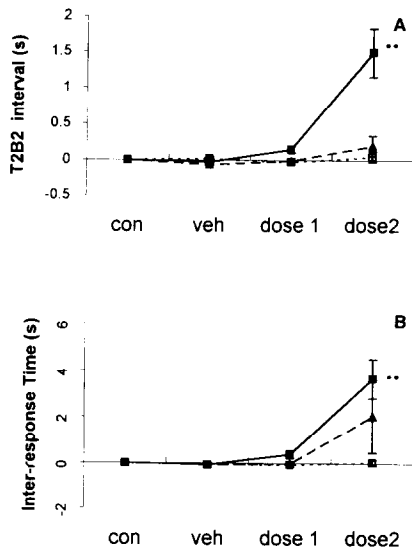 A
T2B2 interval (s)
2
1.5
1
0.5
0
-0.5
con veh dose 1 dose2
**
B
Inter-response Time (s)
6
4
2
0
-2
con veh dose 1 dose2
**